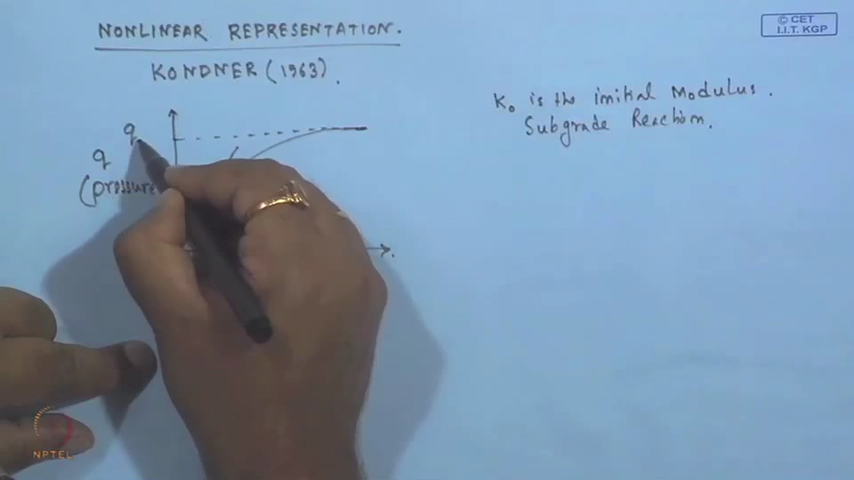 © CET
I.I.T. KGP
NONLINEAR REPRESENTATION.
KONDNER (1963).
K₀ is the initial Modulus.
Subgrade Reaction.
q
q
(pressure
NPTEL